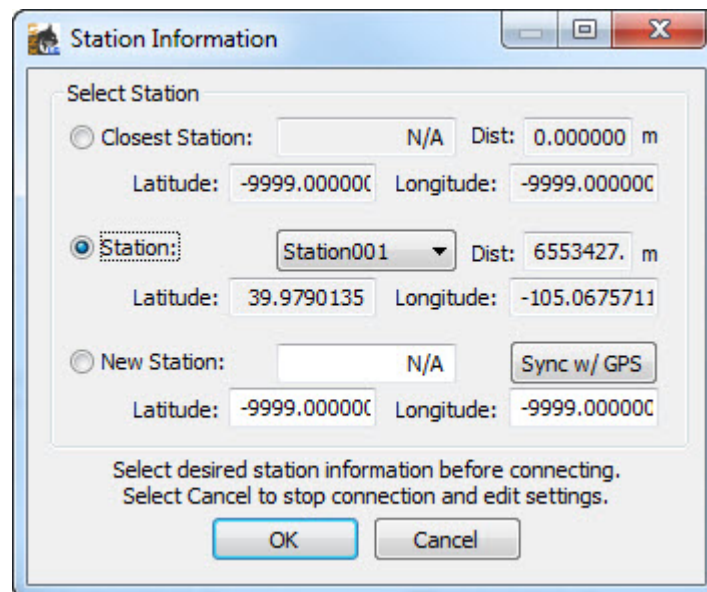 Station Information
Select Station
Closest Station: N/A Dist: 0.000000 m
Latitude: -9999.000000 Longitude: -9999.000000
Station: Station001 Dist: 6553427. m
Latitude: 39.9790135 Longitude: -105.0675711
New Station: N/A Sync w/ GPS
Latitude: -9999.000000 Longitude: -9999.000000
Select desired station information before connecting.
Select Cancel to stop connection and edit settings.
OK Cancel